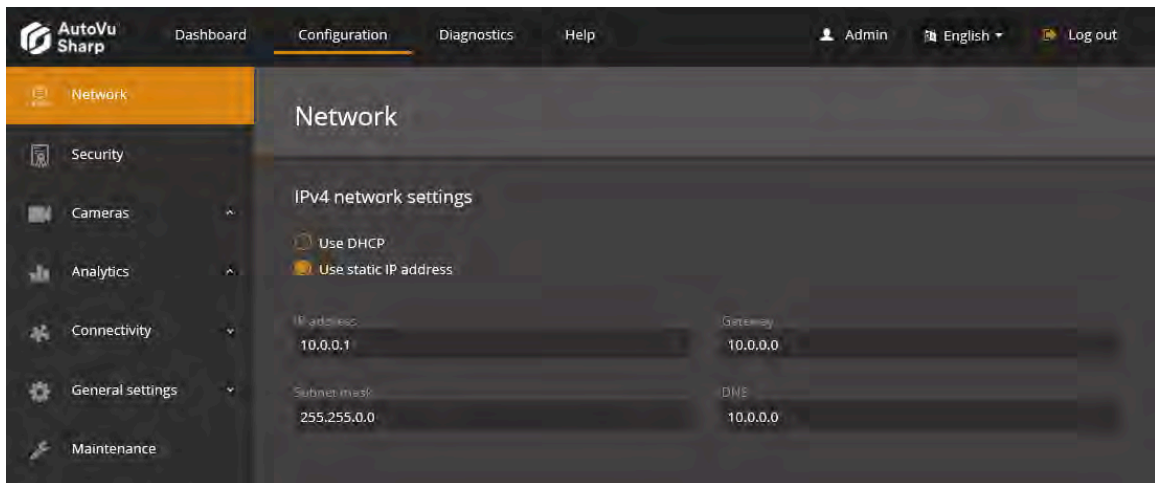 AutoVu
Sharp
Dashboard
Configuration
Diagnostics
Help
Admin
English
Log out
Network
Security
Cameras
Analytics
Connectivity
General settings
Maintenance
Network
IPv4 network settings
Use DHCP
Use static IP address
IP address
10.0.0.1
Gateway
10.0.0.0
Subnet mask
255.255.0.0
DNS
10.0.0.0